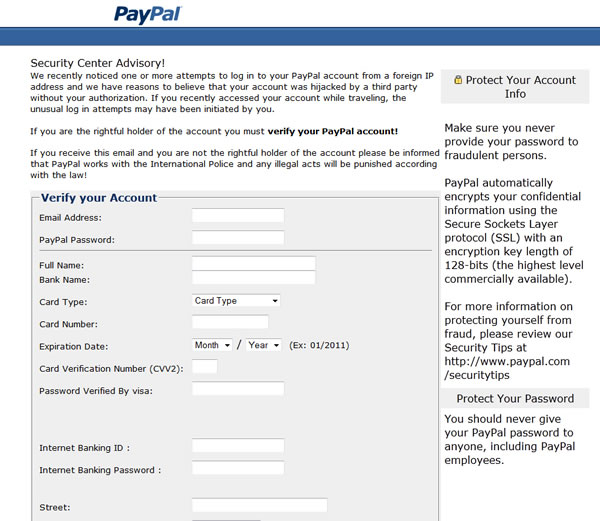 PayPal
Security Center Advisory!
We recently noticed one or more attempts to log in to your PayPal account from a foreign IP
address and we have reasons to believe that your account was hijacked by a third party
without your authorization. If you recently accessed your account while traveling, the
unusual log in attempts may have been initiated by you.
If you are the rightful holder of the account you must verify your PayPal account!
If you receive this email and you are not the rightful holder of the account please be informed
that PayPal works with the International Police and any illegal acts will be punished according
with the law!
Verify your Account
Email Address:
PayPal Password:
Full Name:
Bank Name:
Card Type: Card Type
Card Number:
Expiration Date: Month / Year (Ex: 01/2011)
Card Verification Number (CVV2):
Password Verified By visa:
Internet Banking ID :
Internet Banking Password :
Street:
Protect Your Account
Info
Make sure you never
provide your password to
fraudulent persons.
PayPal automatically
encrypts your confidential
information using the
Secure Sockets Layer
protocol (SSL) with an
encryption key length of
128-bits (the highest level
commercially available).
For more information on
protecting yourself from
fraud, please review our
Security Tips at
http://www.paypal.com
/securitytips
Protect Your Password
You should never give
your PayPal password to
anyone, including PayPal
employees.